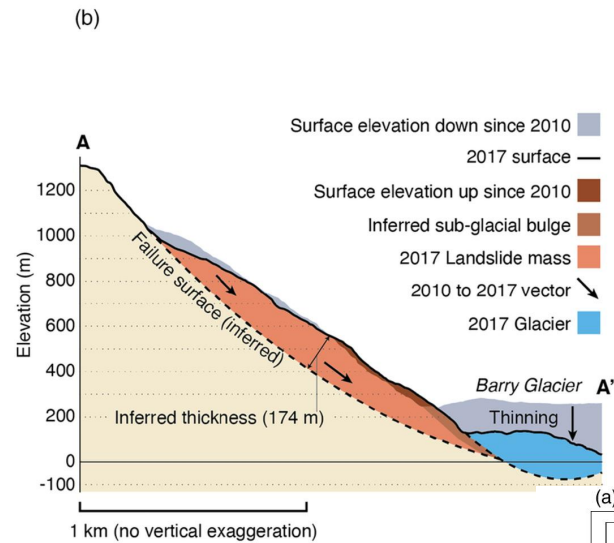 (b)
Surface elevation down since 2010
A
2017 surface
Surface elevation up since 2010
Inferred sub-glacial bulge
2017 Landslide mass
2010 to 2017 vector
2017 Glacier
Elevation (m)
1200
1000
800
600
400
200
0
-100
Failure surface (inferred)
Inferred thickness (174 m)
Barry Glacier
A'
Thinning
(a)
1 km (no vertical exaggeration)